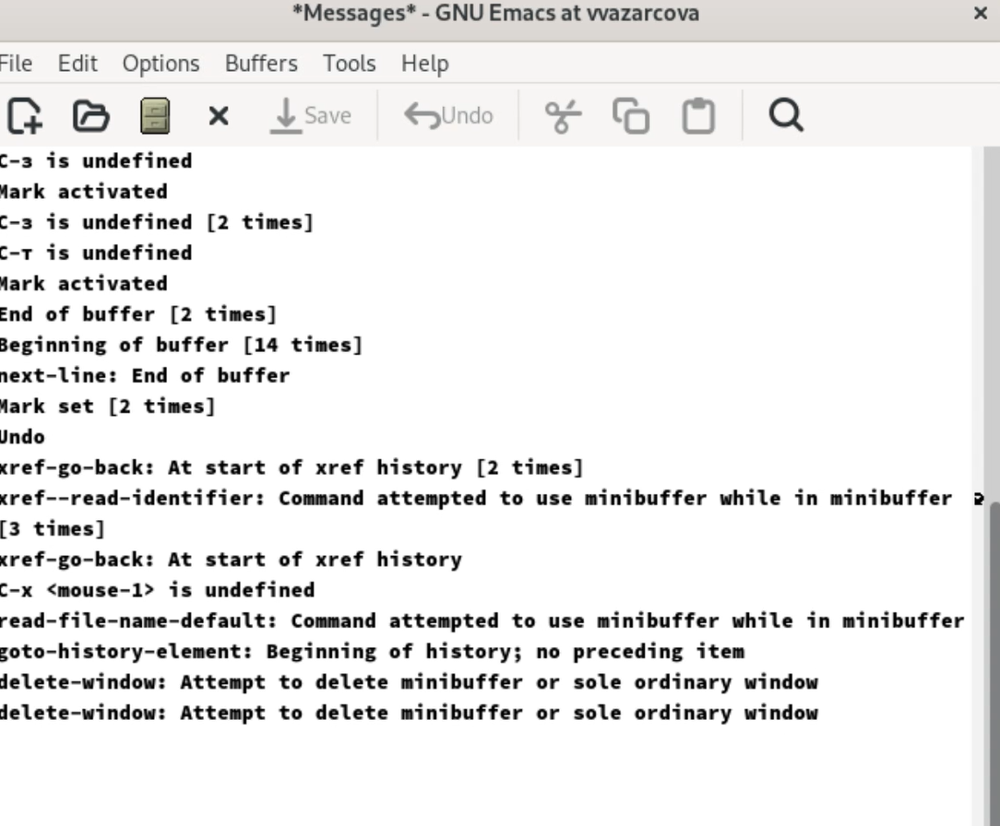 *Messages* - GNU Emacs at vvazarcova
File Edit Options Buffers Tools Help
Save Undo
C-з is undefined
Mark activated
C-з is undefined [2 times]
C-т is undefined
Mark activated
End of buffer [2 times]
Beginning of buffer [14 times]
next-line: End of buffer
Mark set [2 times]
Undo
xref-go-back: At start of xref history [2 times]
xref--read-identifier: Command attempted to use minibuffer while in minibuffer
[3 times]
xref-go-back: At start of xref history
C-x <mouse-1> is undefined
read-file-name-default: Command attempted to use minibuffer while in minibuffer
goto-history-element: Beginning of history; no preceding item
delete-window: Attempt to delete minibuffer or sole ordinary window
delete-window: Attempt to delete minibuffer or sole ordinary window